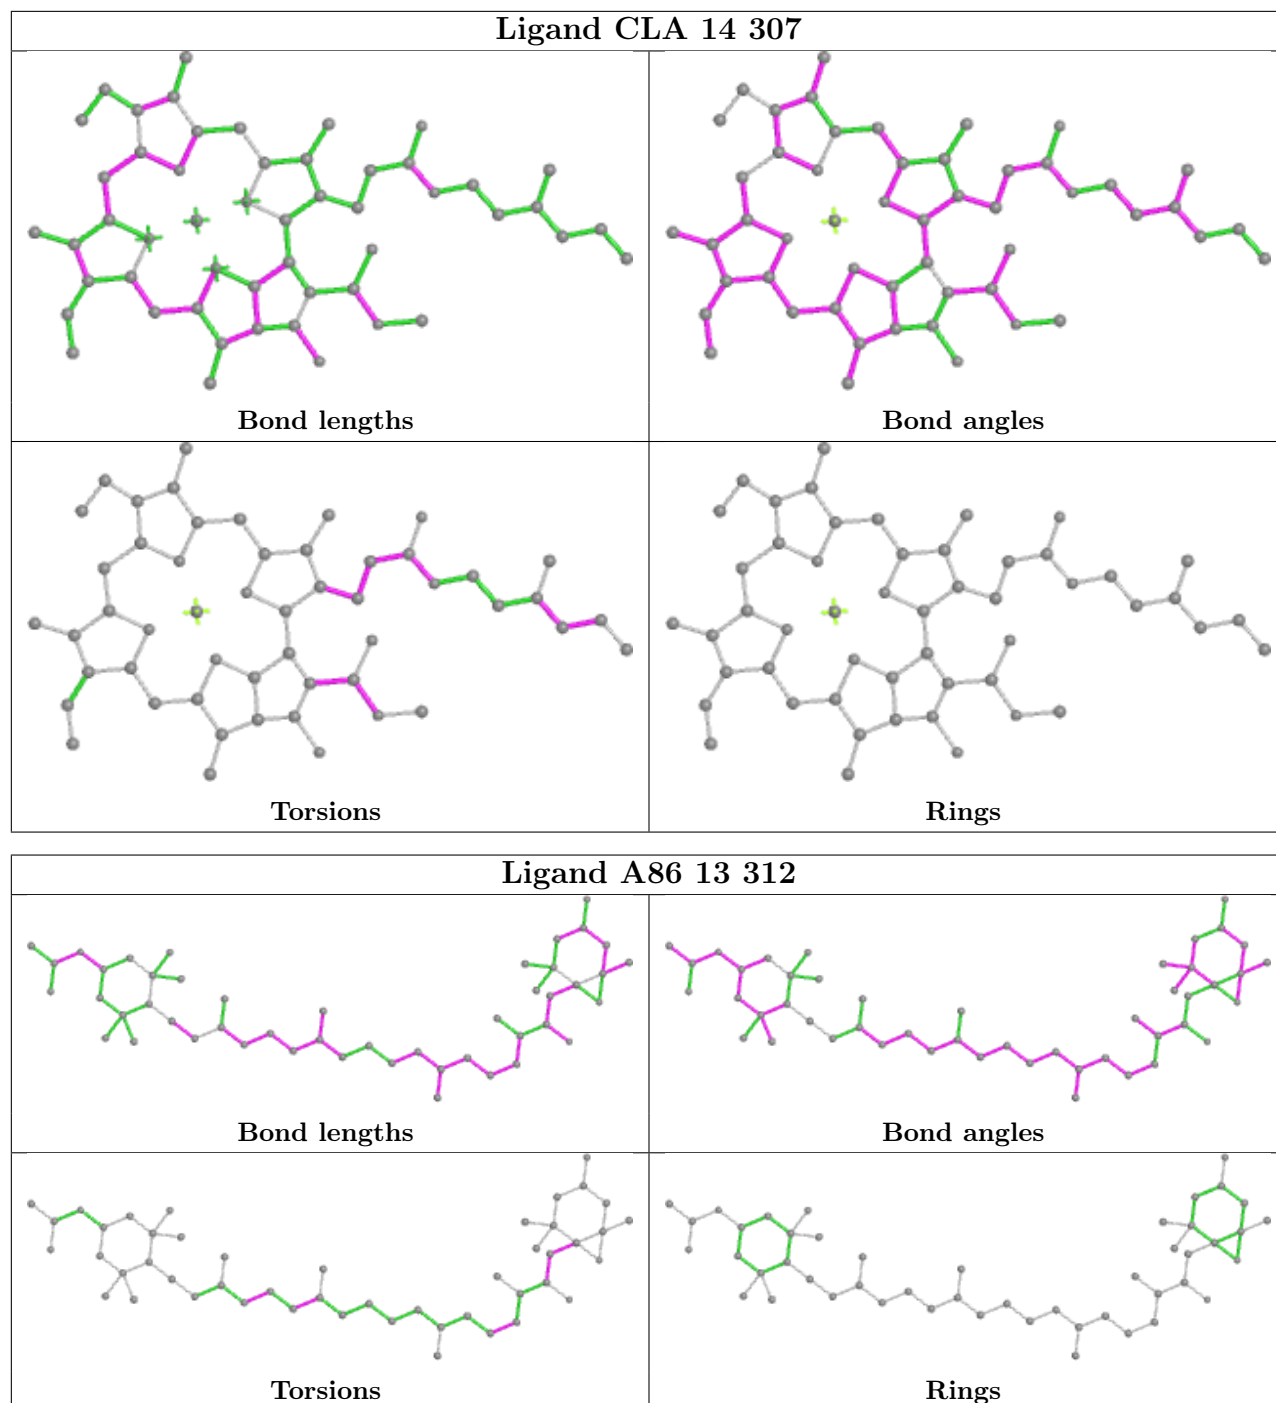 Ligand CLA 14 307
Bond lengths
Bond angles
Torsions
Rings
Ligand A86 13 312
Bond lengths
Bond angles
Torsions
Rings